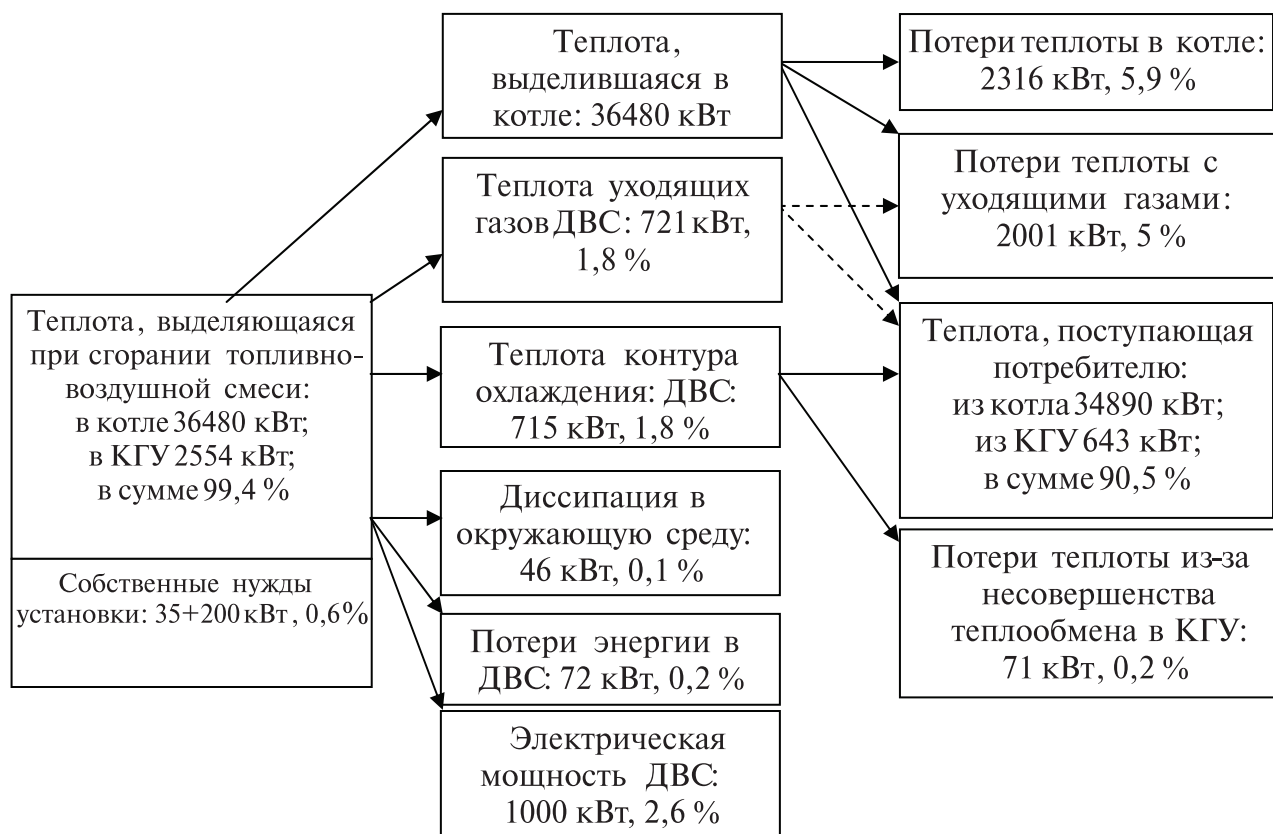 Теплота, выделяющаяся
при сгорании топливно-
воздушной смеси:
в котле 36480 кВт;
в КГУ 2554 кВт;
в сумме 99,4 %
Собственные нужды
установки: 35+200 кВт, 0,6%
Теплота,
выделившаяся в
котле: 36480 кВт
Теплота уходящих
газов ДВС: 721 кВт,
1,8 %
Теплота контура
охлаждения: ДВС:
715 кВт, 1,8 %
Диссипация в
окружающую среду:
46 кВт, 0,1 %
Потери энергии в
ДВС: 72 кВт, 0,2 %
Электрическая
мощность ДВС:
1000 кВт, 2,6 %
Потери теплоты в котле:
2316 кВт, 5,9 %
Потери теплоты с
уходящими газами:
2001 кВт, 5 %
Теплота, поступающая
потребителю:
из котла 34890 кВт;
из КГУ 643 кВт;
в сумме 90,5 %
Потери теплоты из-за
несовершенства
теплообмена в КГУ:
71 кВт, 0,2 %